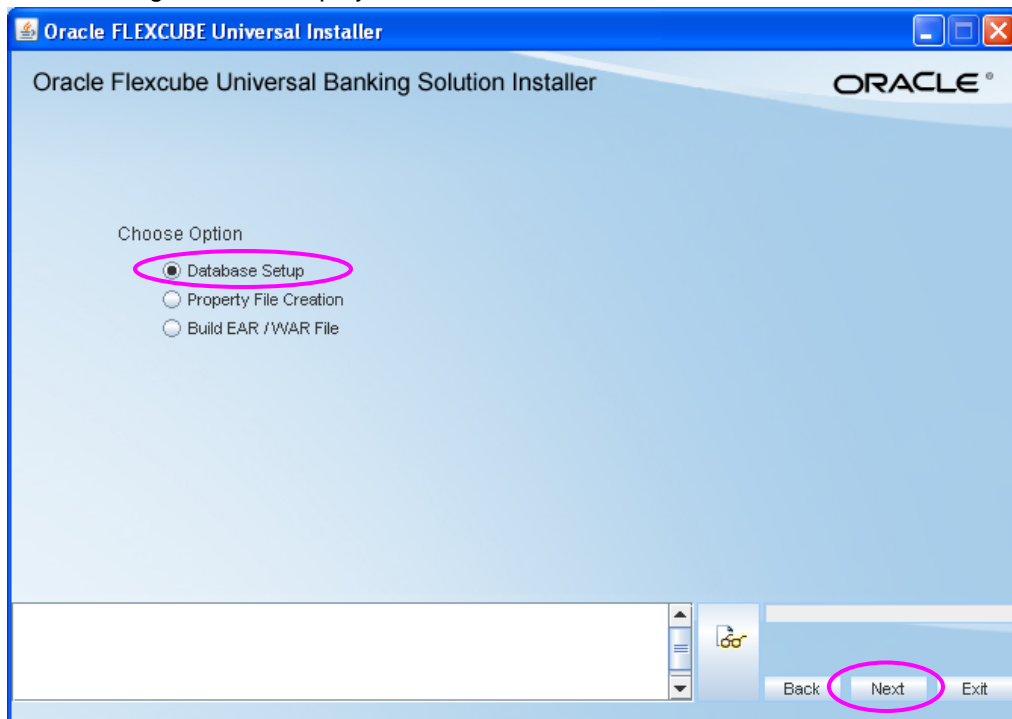 Oracle FLEXCUBE Universal Installer
Oracle Flexcube Universal Banking Solution Installer
ORACLE®
Choose Option
Database Setup
Property File Creation
Build EAR / WAR File
Back Next Exit